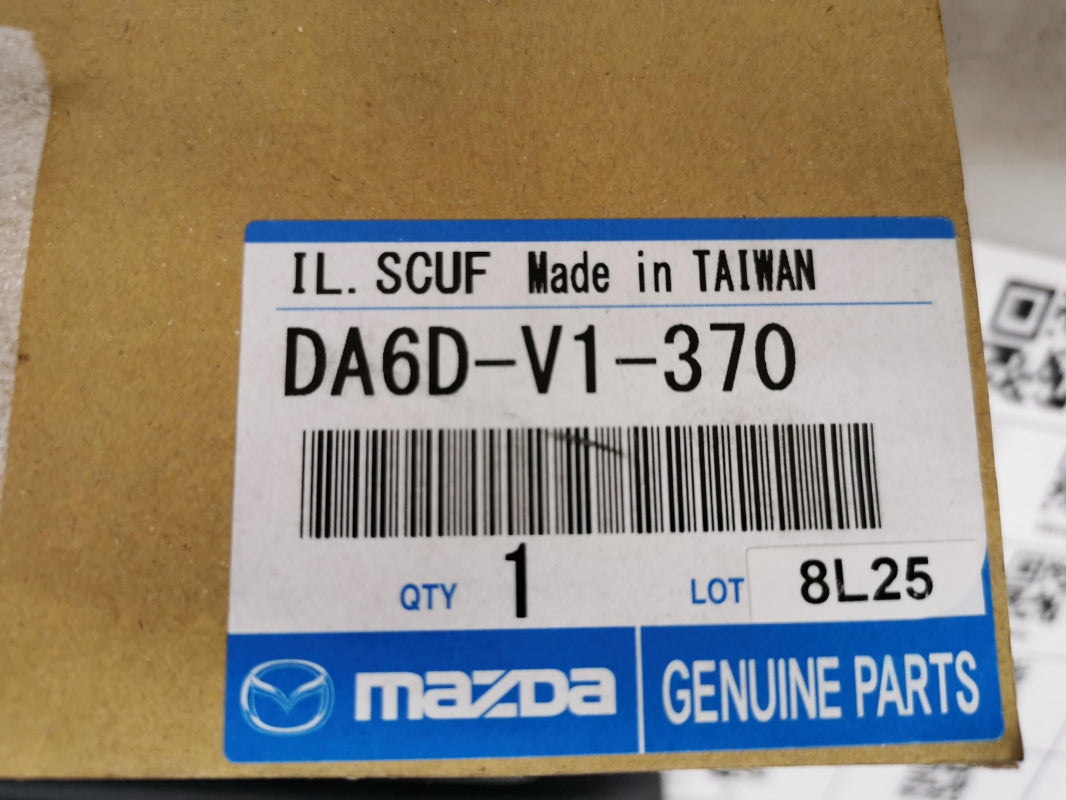 IL. SCUF Made in TAIWAN
DA6D-V1-370
QTY 1 LOT 8L25
mazda GENUINE PARTS